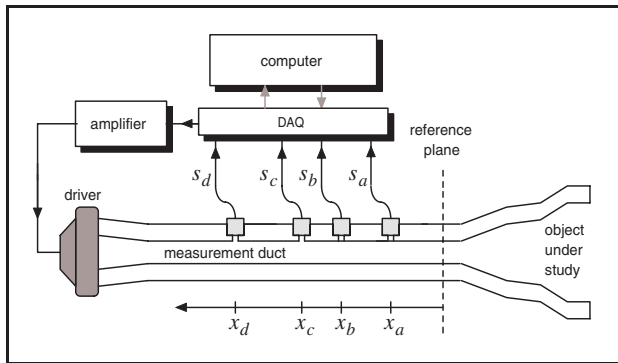 computer
amplifier
DAQ
reference
plane
s_d
s_c
s_b
s_a
driver
measurement duct
object
under
study
x_d
x_c
x_b
x_a